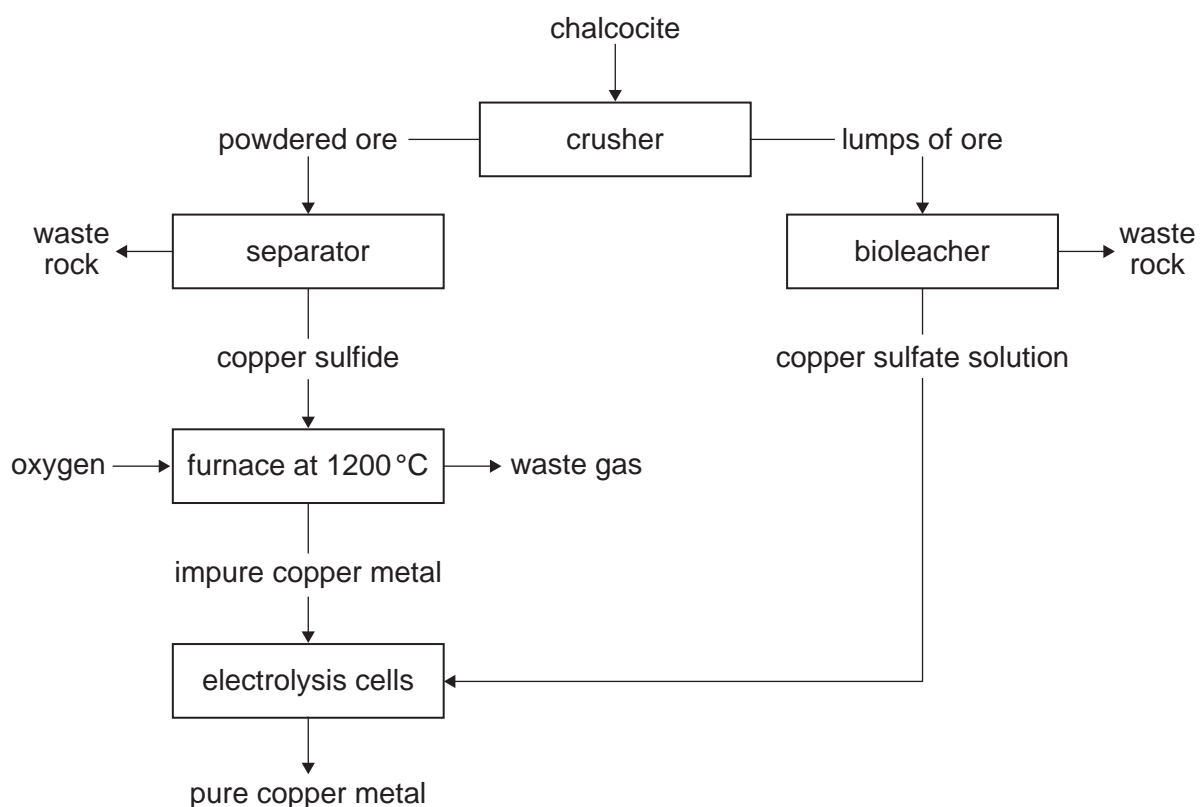 chalcocite
powdered ore
crusher
lumps of ore
waste
rock
separator
bioleacher
waste
rock
copper sulfide
copper sulfate solution
oxygen
furnace at 1200 °C
waste gas
impure copper metal
electrolysis cells
pure copper metal